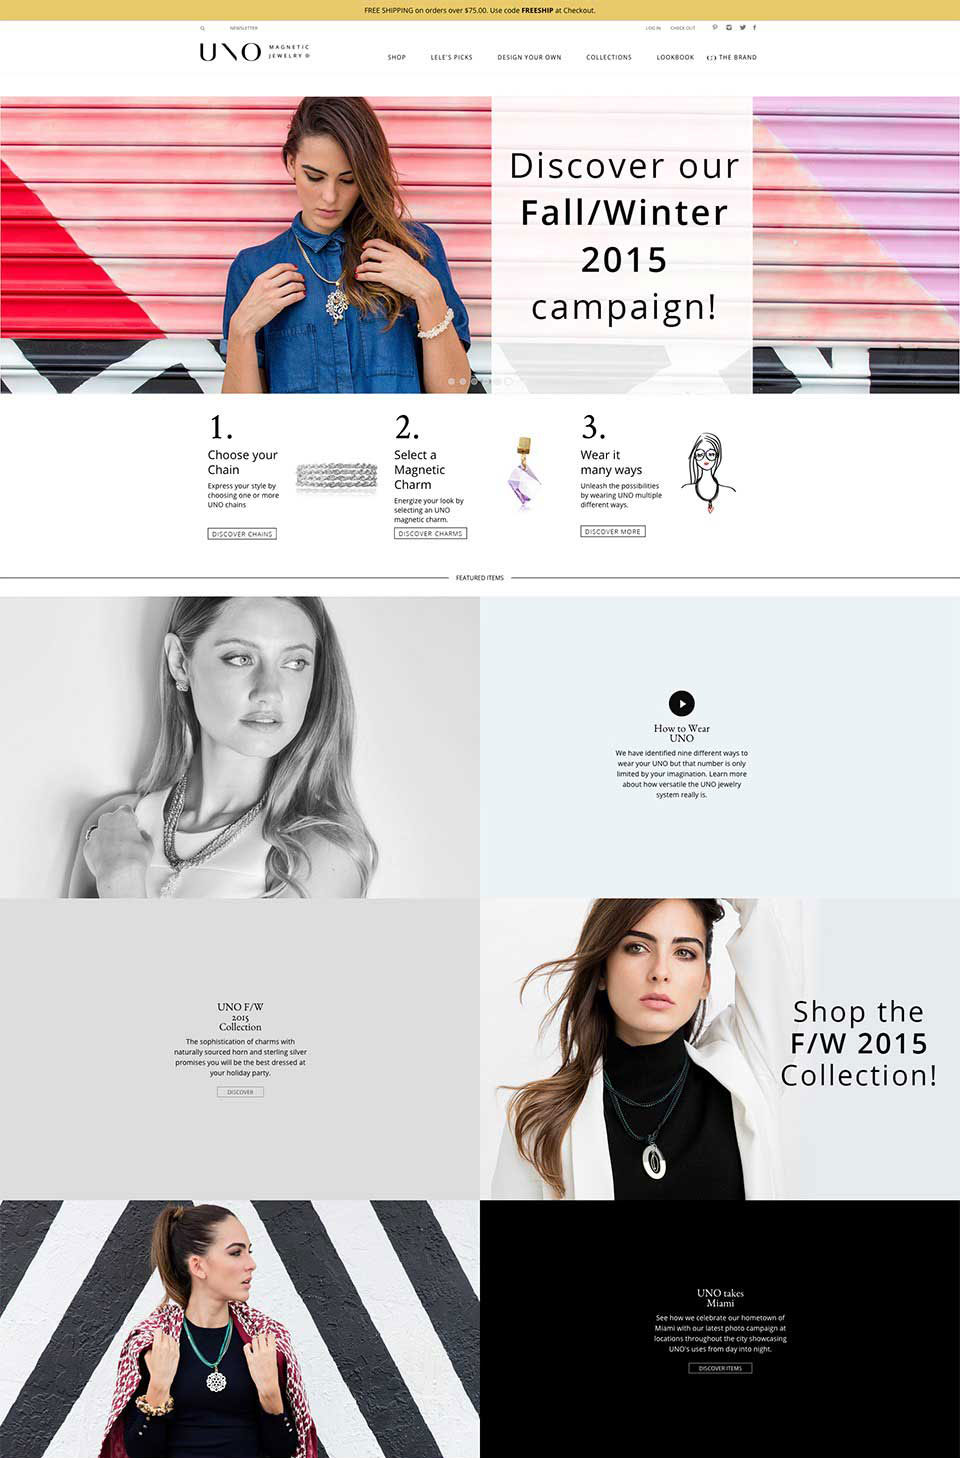 FREE SHIPPING on orders over $75.00. Use code FREESHIP at Checkout.
NEWSLETTER
LOG IN CHECK OUT
UNO MAGNETIC
JEWELRY ®
SHOP LELE'S PICKS DESIGN YOUR OWN COLLECTIONS LOOKBOOK THE BRAND
Discover our
Fall/Winter
2015
campaign!
1.
Choose your
Chain
Express your style by
choosing one or more
UNO chains
DISCOVER CHAINS
2.
Select a
Magnetic
Charm
Energize your look by
selecting an UNO
magnetic charm.
DISCOVER CHARMS
3.
Wear it
many ways
Unleash the possibilities
by wearing UNO multiple
different ways.
DISCOVER MORE
FEATURED ITEMS
How to Wear
UNO
We have identified nine different ways to
wear your UNO but that number is only
limited by your imagination. Learn more
about how versatile the UNO jewelry
system really is.
UNO F/W
2015
Collection
The sophistication of charms with
naturally sourced horn and sterling silver
promises you will be the best dressed at
your holiday party.
DISCOVER
Shop the
F/W 2015
Collection!
UNO takes
Miami
See how we celebrate our hometown of
Miami with our latest photo campaign at
locations throughout the city showcasing
UNO's uses from day into night.
DISCOVER ITEMS